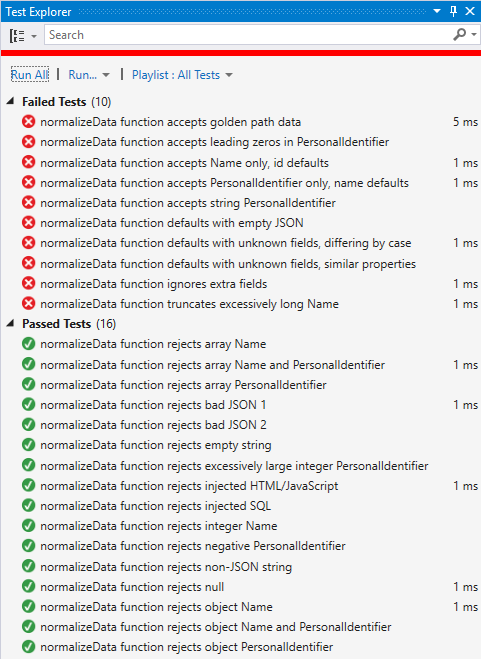 Test Explorer
Search
Run All | Run... | Playlist : All Tests
Failed Tests (10)
normalizeData function accepts golden path data 5 ms
normalizeData function accepts leading zeros in PersonalIdentifier
normalizeData function accepts Name only, id defaults 1 ms
normalizeData function accepts PersonalIdentifier only, name defaults 1 ms
normalizeData function accepts string PersonalIdentifier
normalizeData function defaults with empty JSON
normalizeData function defaults with unknown fields, differing by case 1 ms
normalizeData function defaults with unknown fields, similar properties
normalizeData function ignores extra fields 1 ms
normalizeData function truncates excessively long Name 1 ms
Passed Tests (16)
normalizeData function rejects array Name
normalizeData function rejects array Name and PersonalIdentifier 1 ms
normalizeData function rejects array PersonalIdentifier
normalizeData function rejects bad JSON 1 1 ms
normalizeData function rejects bad JSON 2
normalizeData function rejects empty string
normalizeData function rejects excessively large integer PersonalIdentifier
normalizeData function rejects injected HTML/JavaScript 1 ms
normalizeData function rejects injected SQL
normalizeData function rejects integer Name
normalizeData function rejects negative PersonalIdentifier
normalizeData function rejects non-JSON string
normalizeData function rejects null 1 ms
normalizeData function rejects object Name 1 ms
normalizeData function rejects object Name and PersonalIdentifier
normalizeData function rejects object PersonalIdentifier